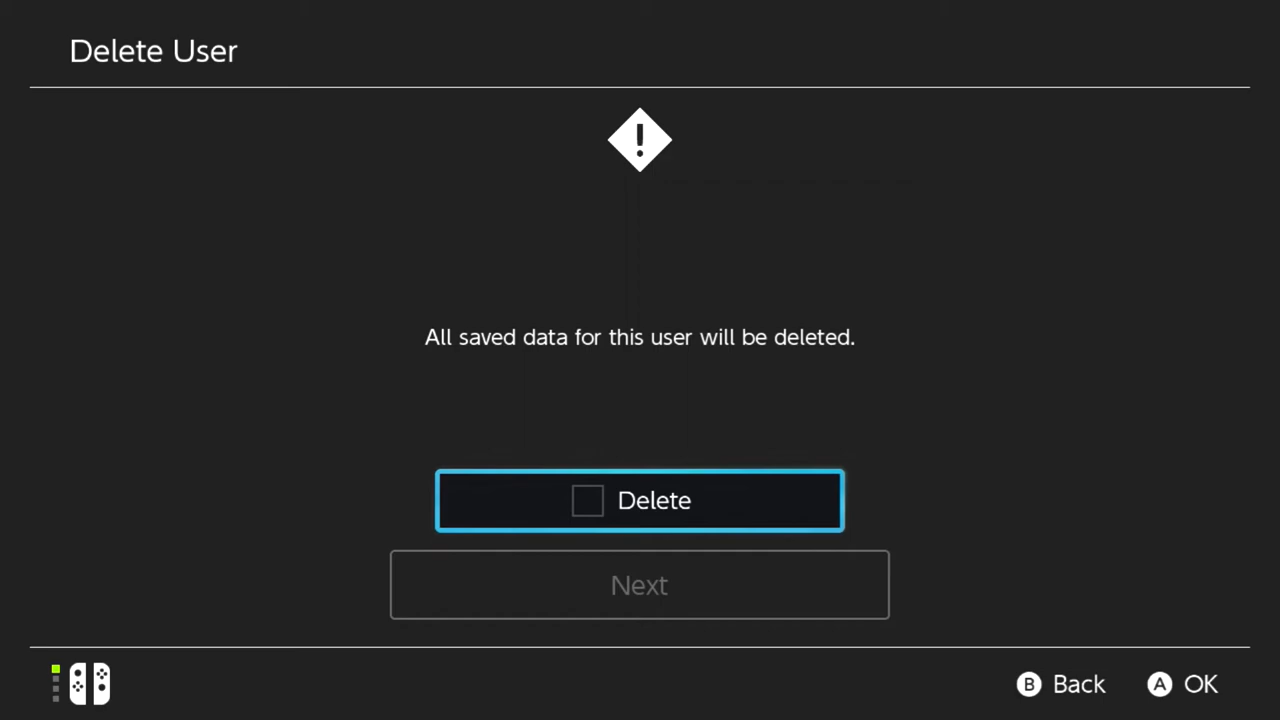 Delete User
All saved data for this user will be deleted.
Delete
Next
B Back A OK